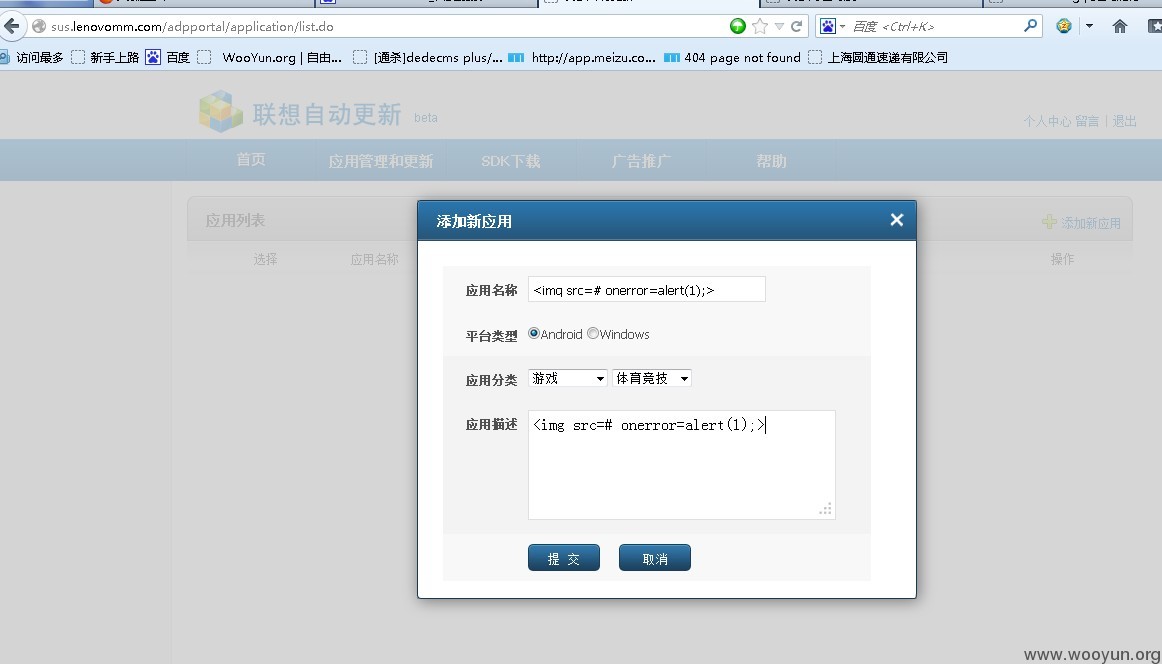 sus.lenovomm.com/adpportal/application/list.do
百度 <Ctrl+K>
访问最多 新手上路 百度 WooYun.org | 自由... [通杀]dedecms plus/... http://app.meizu.co... 404 page not found 上海圆通速递有限公司
联想自动更新 beta
个人中心 留言 | 退出
首页 应用管理和更新 SDK下载 广告推广 帮助
应用列表
添加新应用
选择 应用名称 操作
添加新应用
应用名称 <img src=# onerror=alert(1);>
平台类型 Android Windows
应用分类 游戏 体育竞技
应用描述 <img src=# onerror=alert(1);>
提 交 取消
www.wooyun.org